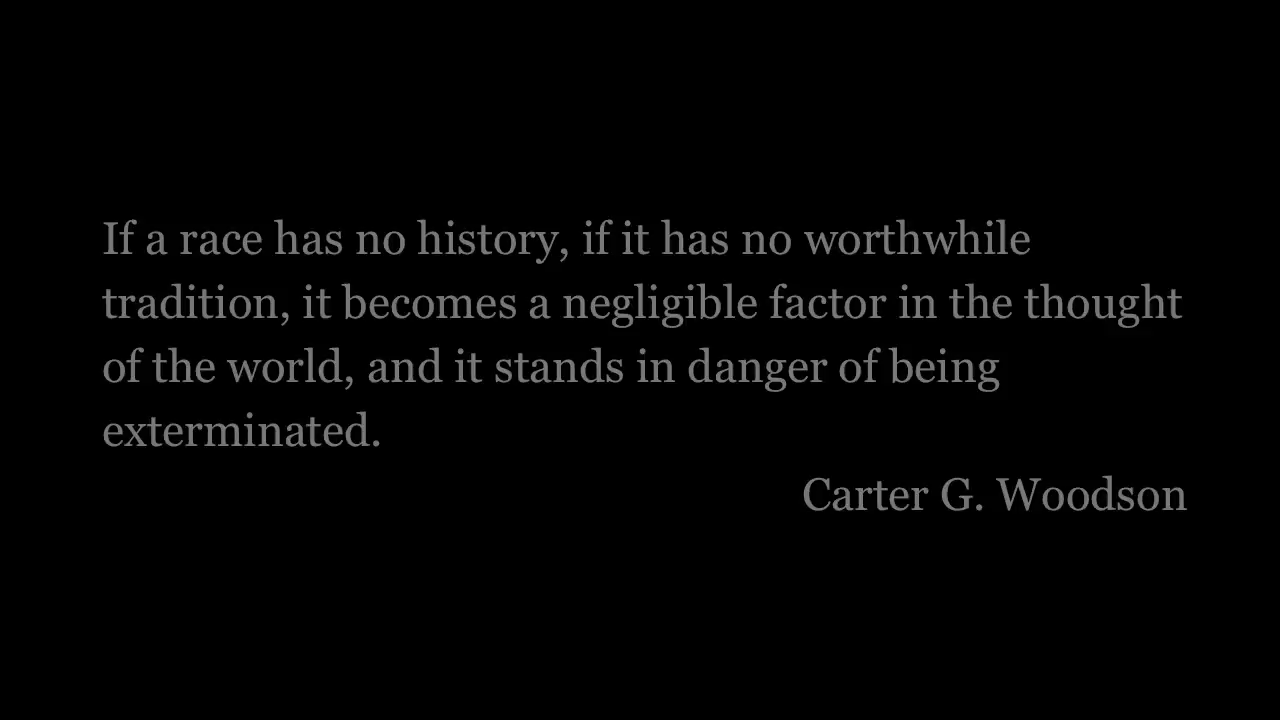 If a race has no history, if it has no worthwhile
tradition, it becomes a negligible factor in the thought
of the world, and it stands in danger of being
exterminated.
Carter G. Woodson